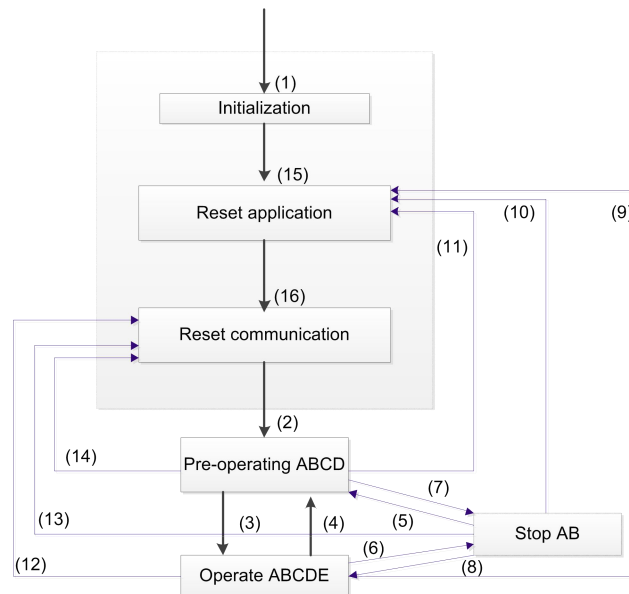 (1)
Initialization
(15)
Reset application
(10)
(9)
(11)
(16)
Reset communication
(2)
(14)
Pre-operating ABCD
(7)
(13)
(3)
(4)
(5)
Stop AB
(12)
(6)
(8)
Operate ABCDE